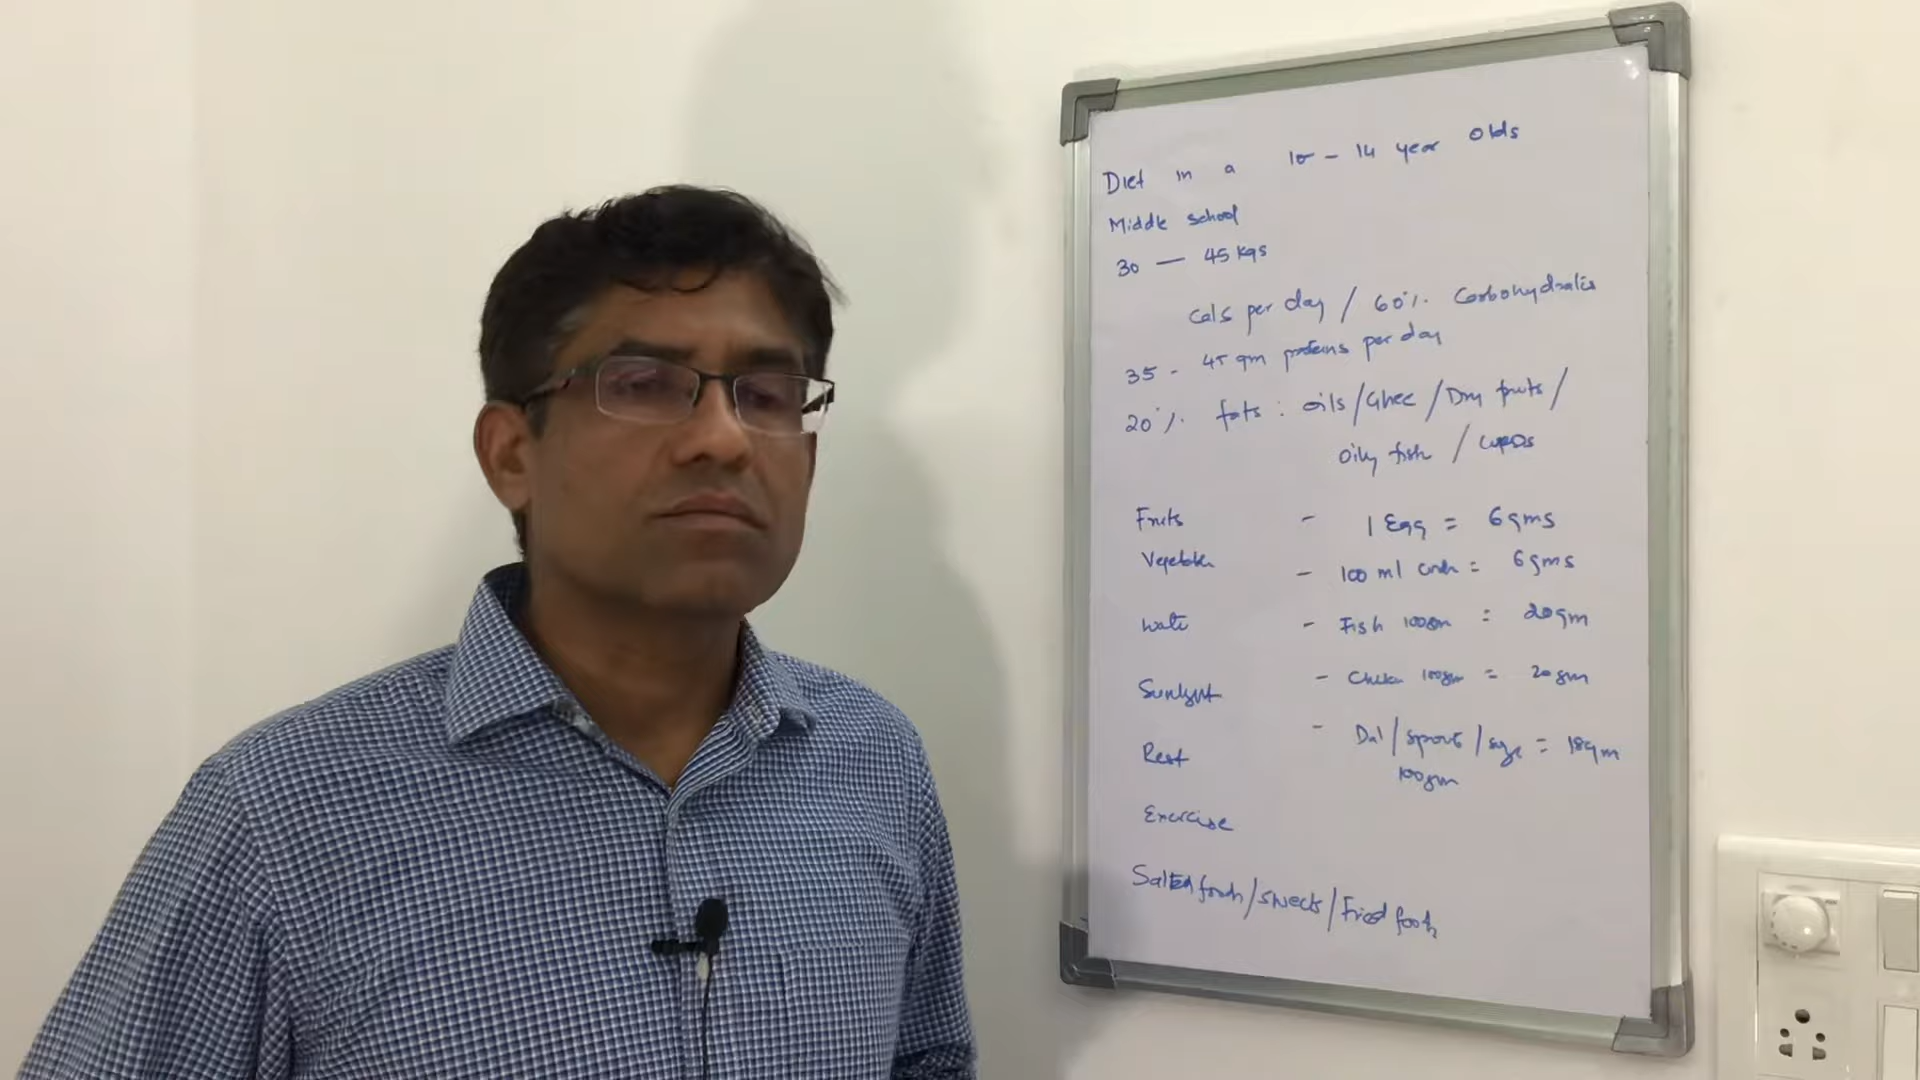 Diet in a 10 - 14 year olds
Middle school
30 — 45 kgs
Cals per day / 60% Carbohydrates
35 - 45 gm proteins per day
20% fats : oils / Ghee / Dry fruits /
Oily fish /
Fruits - 1 Egg = 6gms
Vegetables - 100 ml = 6gms
Water - Fish 100gm = 20gm
Sunlight - Chicken 100gm = 20gm
Rest - Dal / sprouts / soya = 18gm
100gm
Exercise
Salted foods / sweets / Fried foods